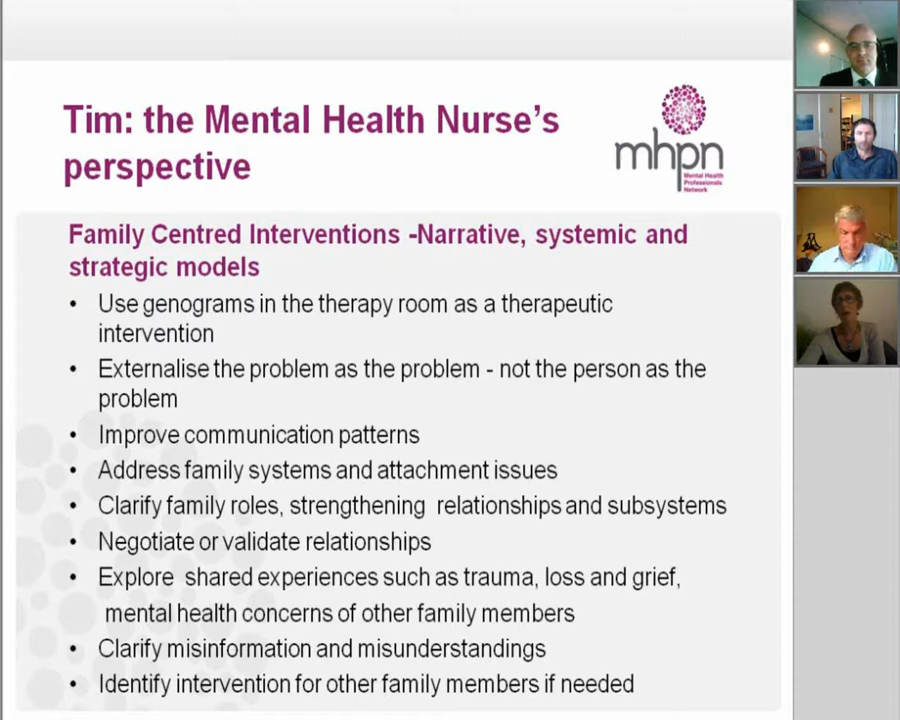 Tim: the Mental Health Nurse's
perspective
mhpn
Mental Health
Professionals
Network
Family Centred Interventions -Narrative, systemic and
strategic models
• Use genograms in the therapy room as a therapeutic
intervention
• Externalise the problem as the problem - not the person as the
problem
• Improve communication patterns
• Address family systems and attachment issues
• Clarify family roles, strengthening relationships and subsystems
• Negotiate or validate relationships
• Explore shared experiences such as trauma, loss and grief,
mental health concerns of other family members
• Clarify misinformation and misunderstandings
• Identify intervention for other family members if needed